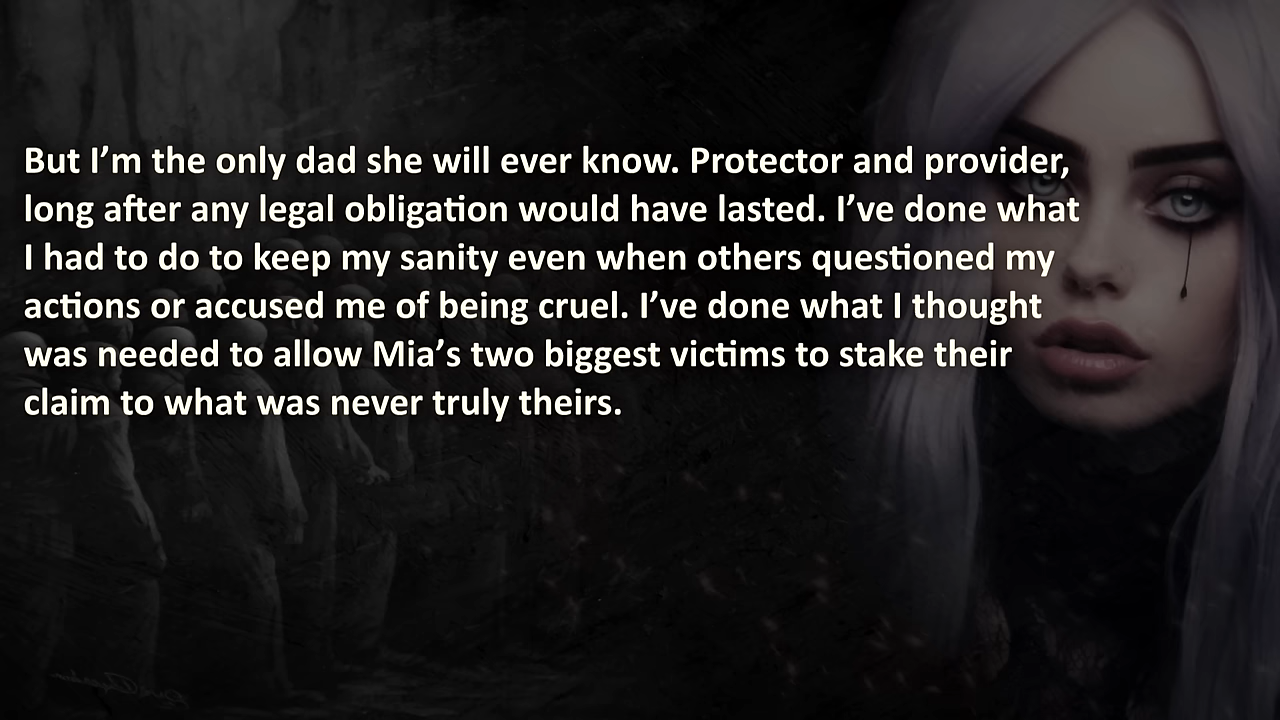 But I’m the only dad she will ever know. Protector and provider,
long after any legal obligation would have lasted. I’ve done what
I had to do to keep my sanity even when others questioned my
actions or accused me of being cruel. I’ve done what I thought
was needed to allow Mia’s two biggest victims to stake their
claim to what was never truly theirs.